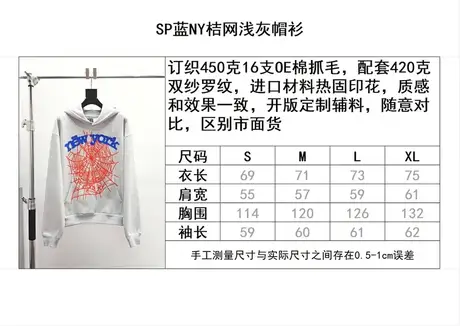 SP蓝NY桔网浅灰帽衫
订织450克16支OE棉抓毛，配套420克
双纱罗纹，进口材料热固印花，质感
和效果一致，开版定制辅料，随意对
比，区别市面货
new york
尺码 S M L XL
衣长 69 71 73 75
肩宽 55 57 59 61
胸围 114 120 126 132
袖长 59 60 61 62
手工测量尺寸与实际尺寸之间存在0.5-1cm误差